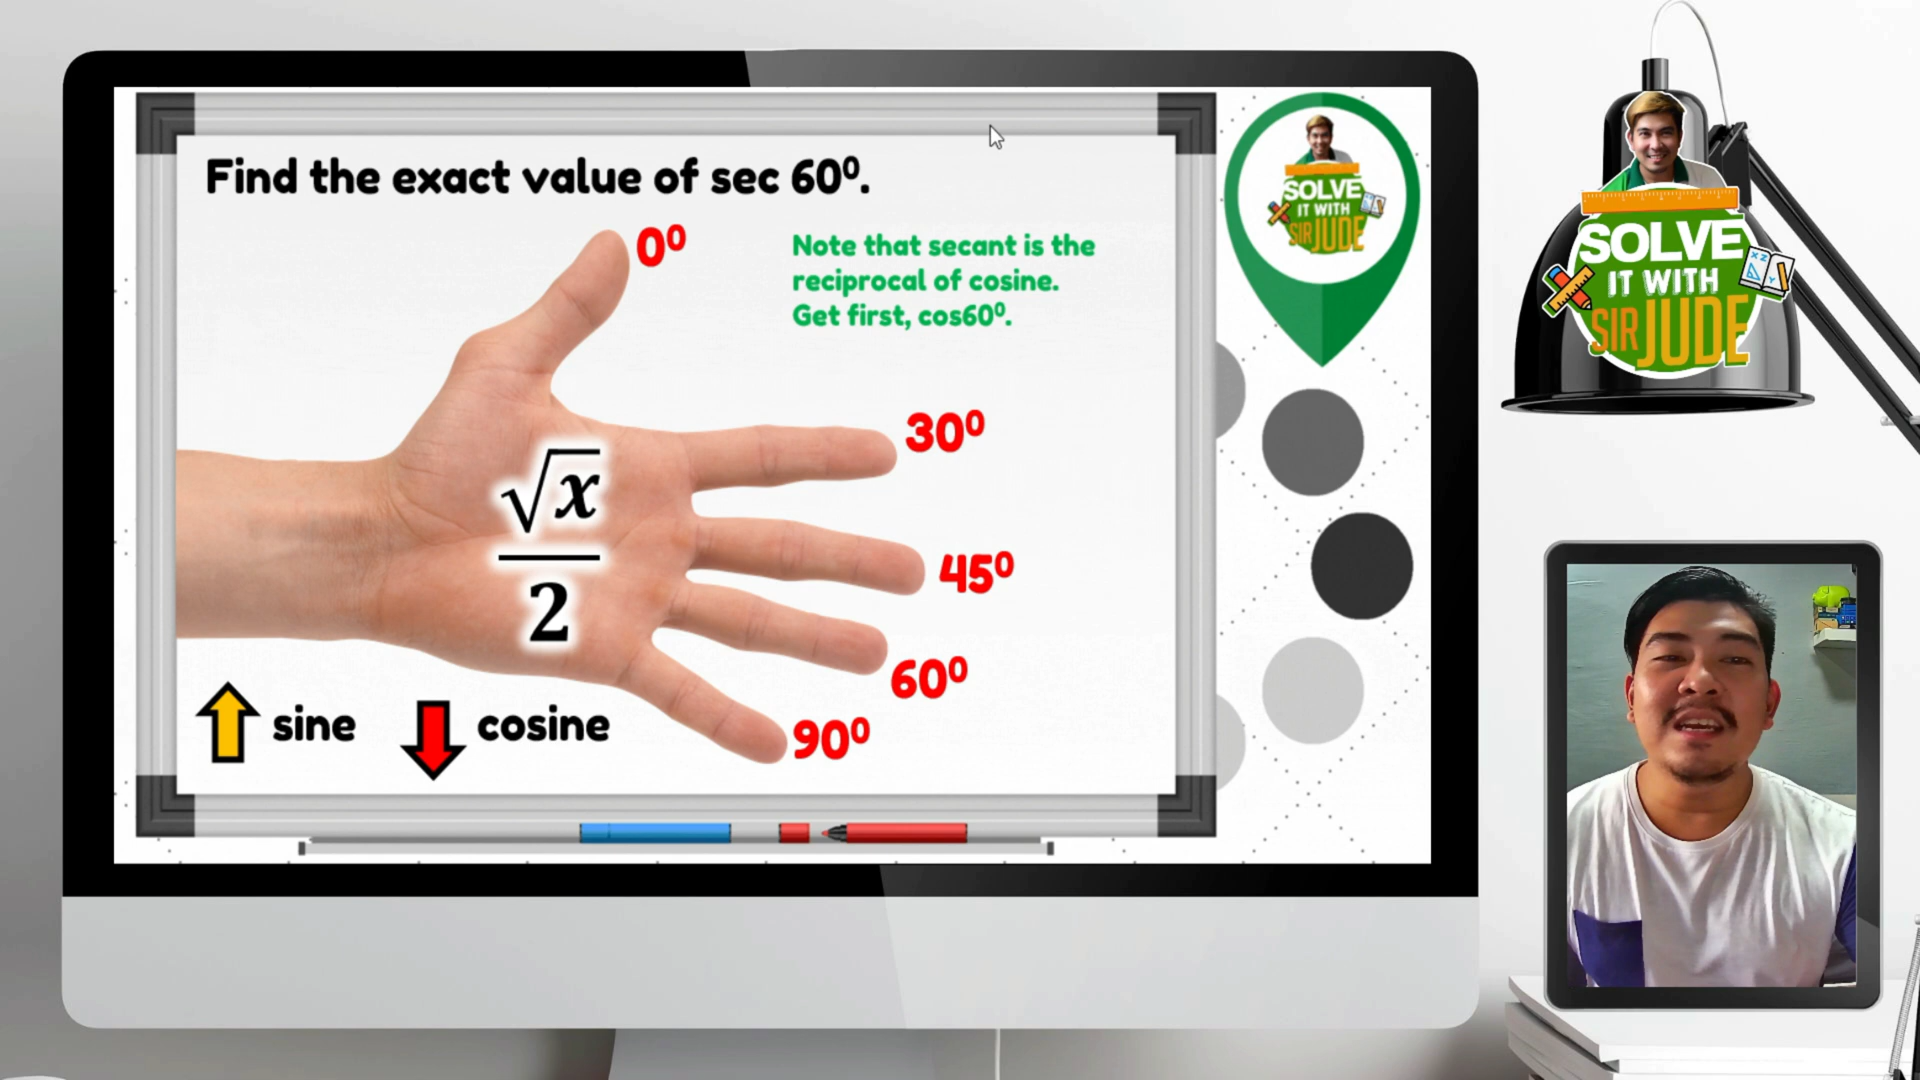 Find the exact value of sec 60⁰.
0⁰
Note that secant is the
reciprocal of cosine.
Get first, cos60⁰.
30⁰
√x
2
45⁰
60⁰
90⁰
sine
cosine
SOLVE
IT WITH
SIR JUDE
SOLVE
IT WITH
SIR JUDE